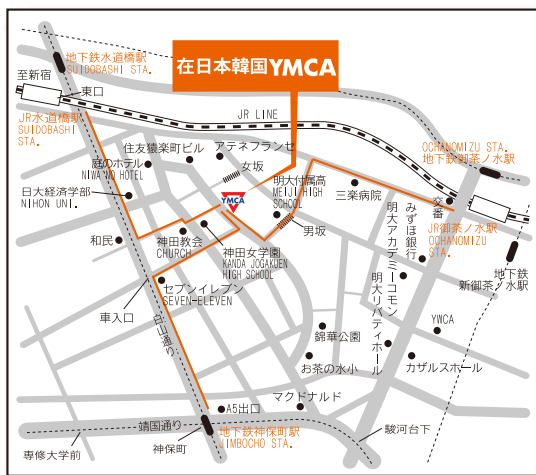 地下鉄水道橋駅
SUIDOBASHI STA.
在日本韓国YMCA
至新宿
東口
JR水道橋駅
SUIDOBASHI
STA.
JR LINE
OCHANOMIZU STA.
地下鉄御茶ノ水駅
住友猿楽町ビル
アテネフランセ
庭のホテル
NIWANO HOTEL
女坂
日大経済学部
NIHON UNI.
YMCA
明大付属高
MEIJI HIGH
SCHOOL
三楽病院
交番
JR御茶ノ水駅
OCHANOMIZU
STA.
みずほ銀行
明大アカデミーコモン
明大リバティホール
男坂
和民
神田教会
CHURCH
神田女学園
KANDA JOGAKUEN
HIGH SCHOOL
地下鉄
新御茶ノ水駅
セブンイレブン
SEVEN-ELEVEN
車入口
白山通り
錦華公園
YWCA
お茶の水小
カザルスホール
マクドナルド
A5出口
靖国通り
地下鉄神保町駅
JIMBOCHO STA.
専修大学前
神保町
駿河台下